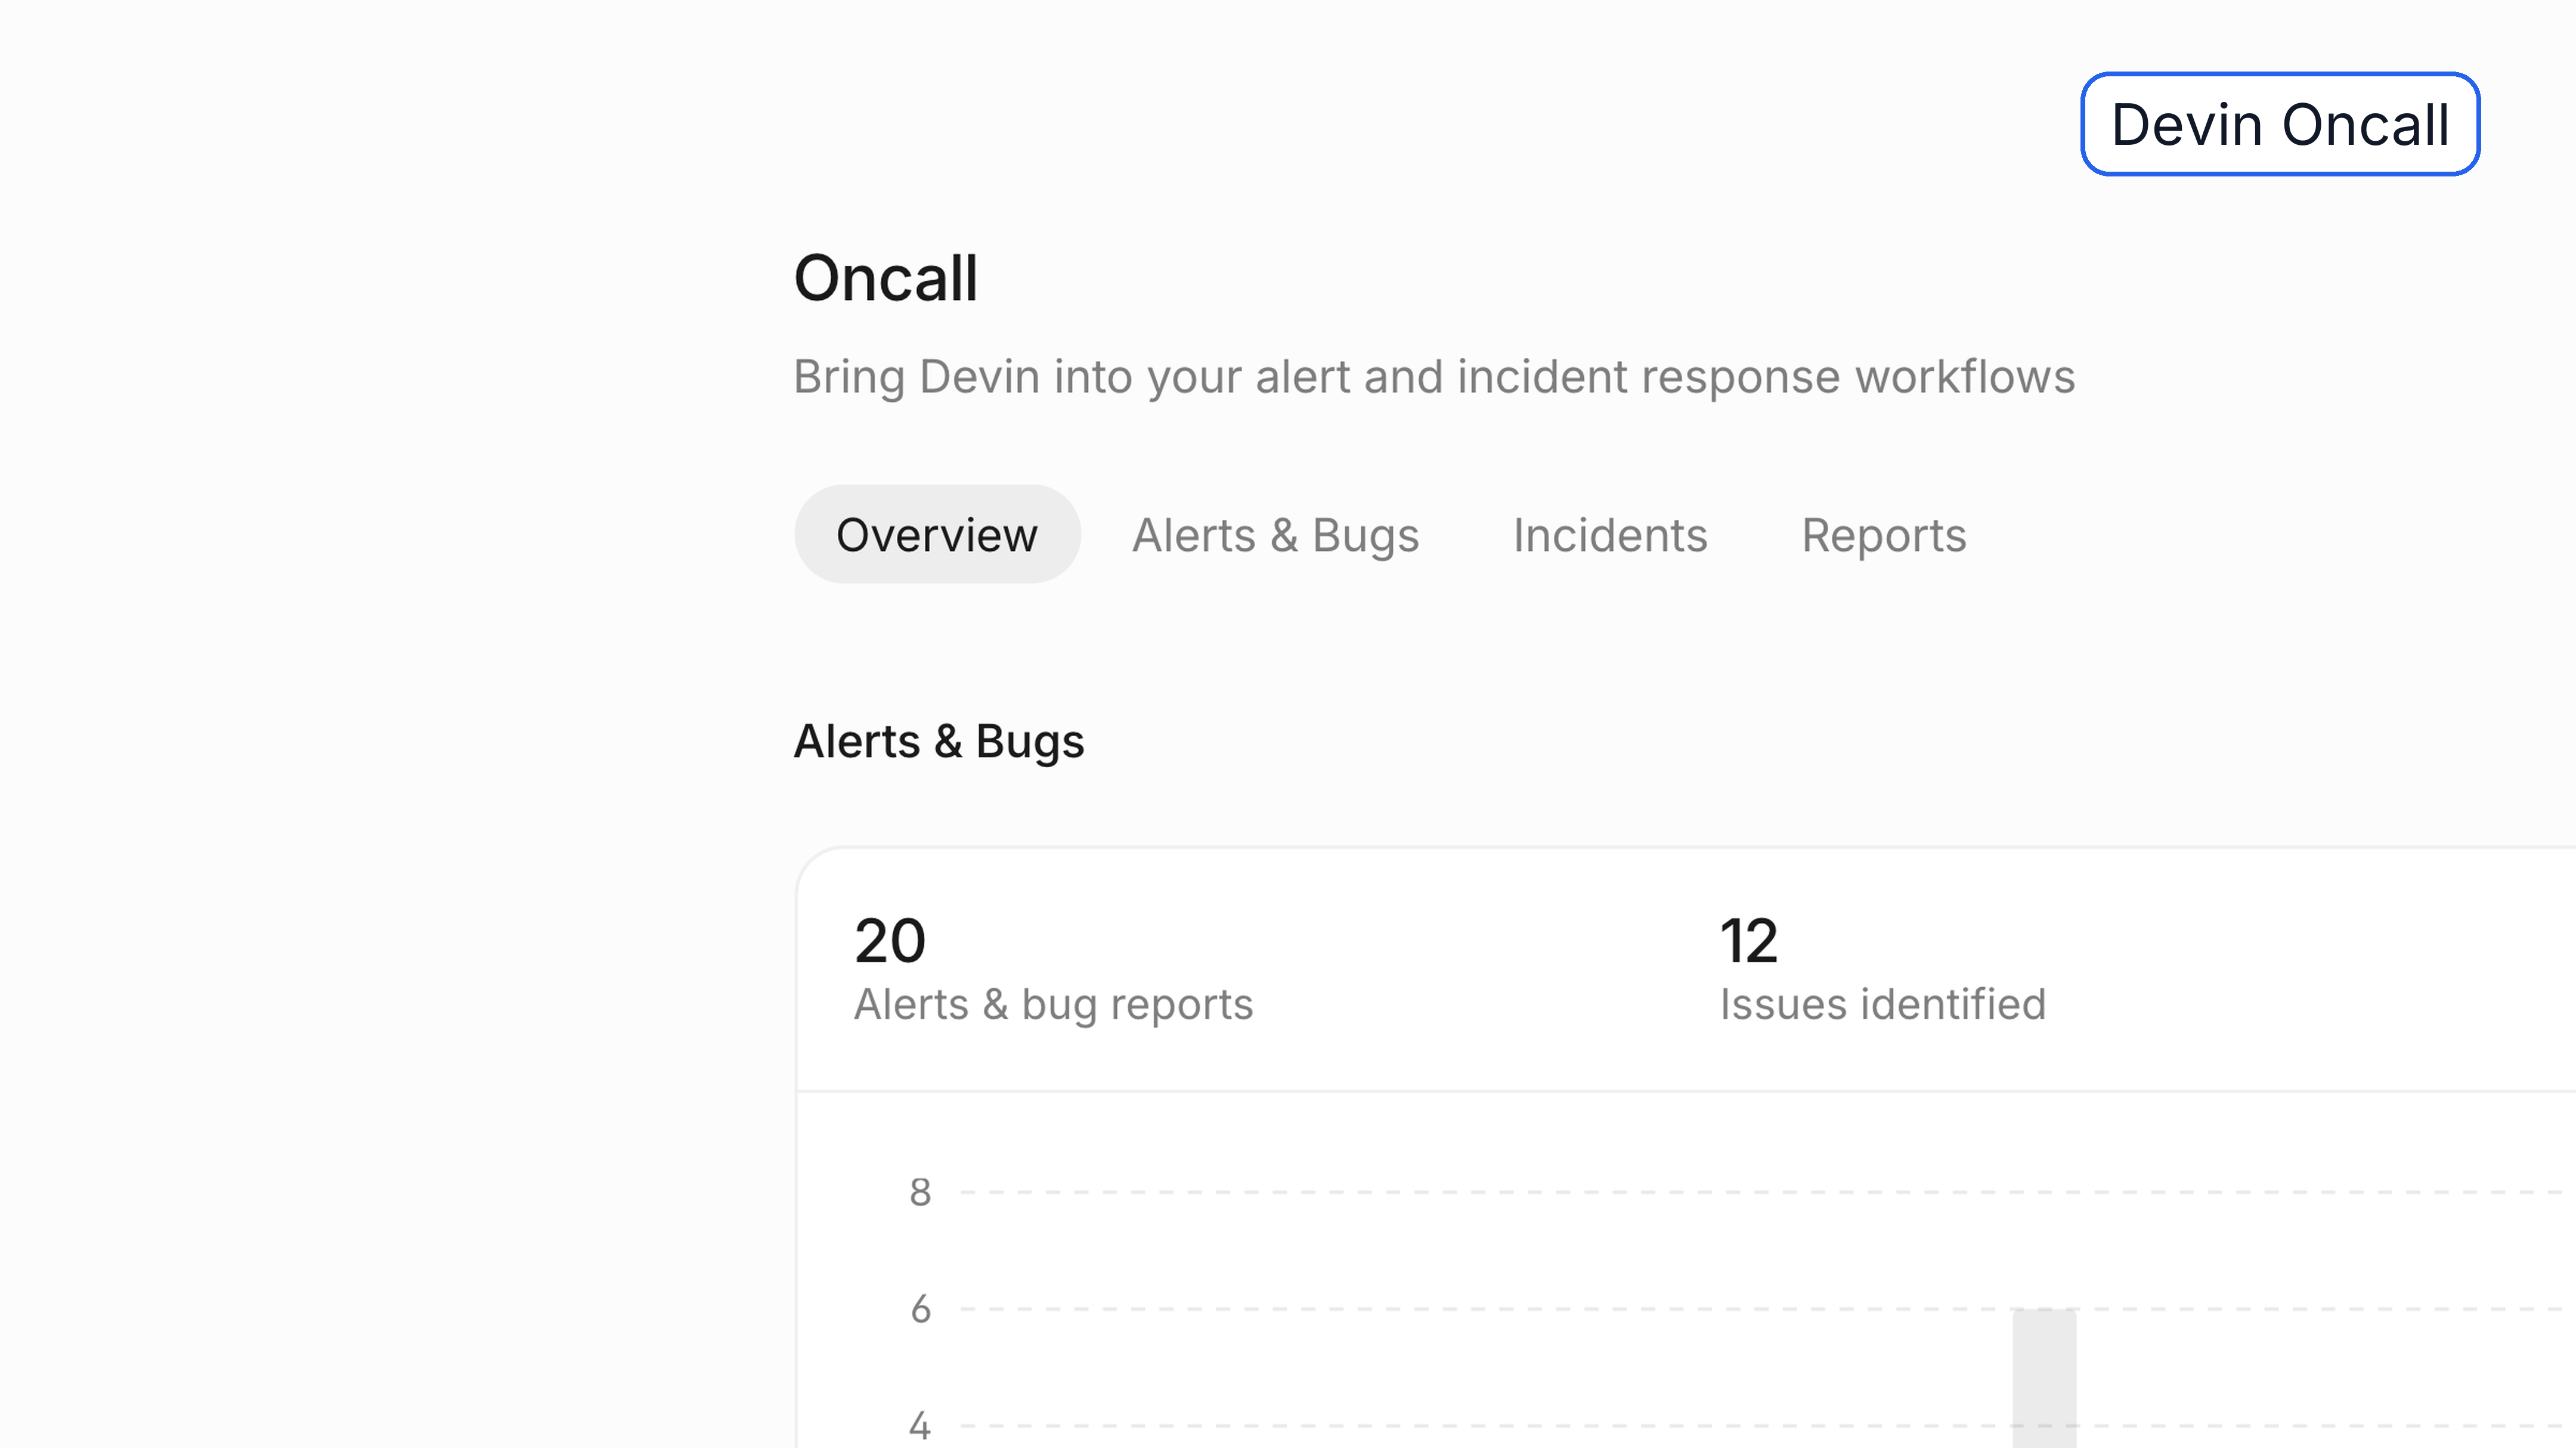 Devin Oncall
Oncall
Bring Devin into your alert and incident response workflows
Overview Alerts & Bugs Incidents Reports
Alerts & Bugs
20 12
Alerts & bug reports Issues identified
8
6
4